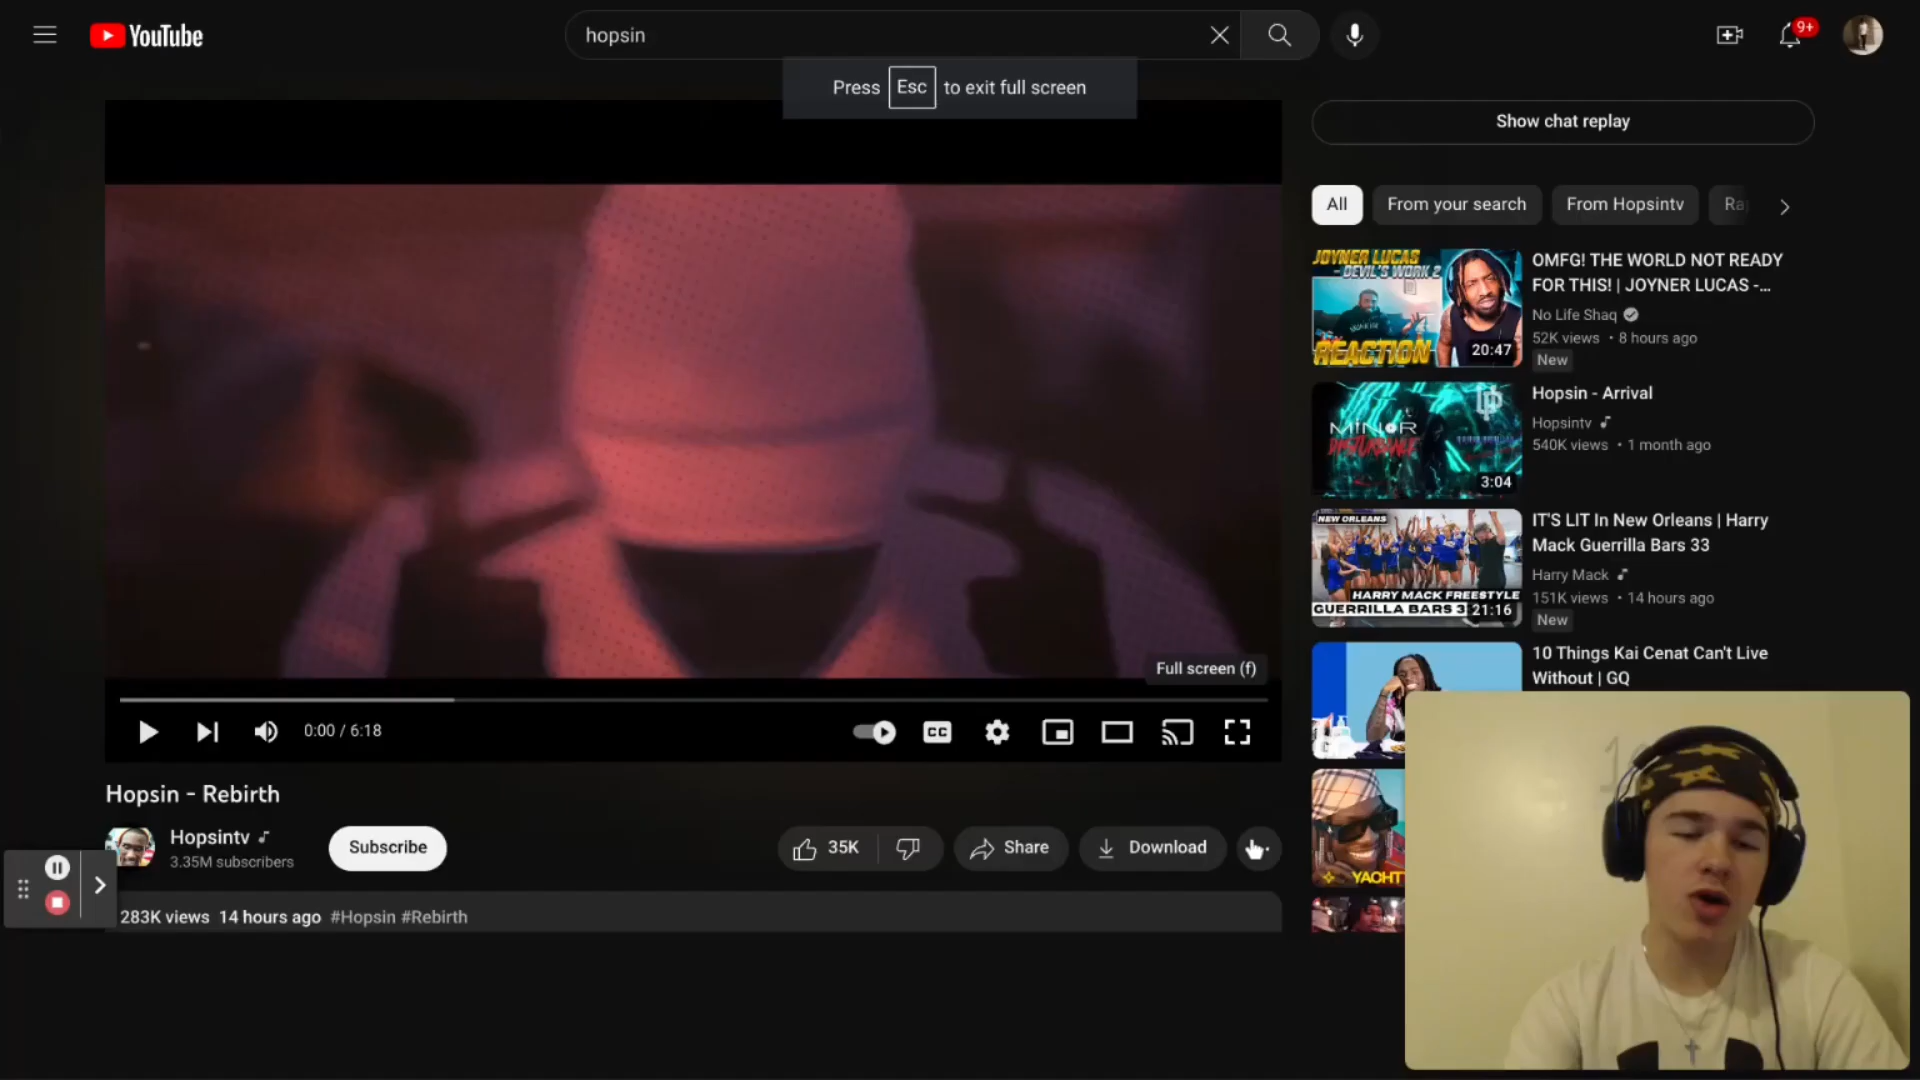 YouTube
hopsin
9+
Press Esc to exit full screen
Show chat replay
All
From your search
From Hopsintv
JOYNER LUCAS
- DEVIL'S WORK 2
REACTION
20:47
OMFG! THE WORLD NOT READY
FOR THIS! | JOYNER LUCAS -...
No Life Shaq
52K views • 8 hours ago
New
MINOR
DISTURBANCE
3:04
Hopsin - Arrival
Hopsintv
540K views • 1 month ago
NEW ORLEANS
HARRY MACK FREESTYLE
GUERRILLA BARS 3
21:16
IT'S LIT In New Orleans | Harry
Mack Guerrilla Bars 33
Harry Mack
151K views • 14 hours ago
New
10 Things Kai Cenat Can't Live
Without | GQ
YACHT
Full screen (f)
0:00 / 6:18
CC
Hopsin - Rebirth
Hopsintv
3.35M subscribers
Subscribe
35K
Share
Download
283K views 14 hours ago #Hopsin #Rebirth